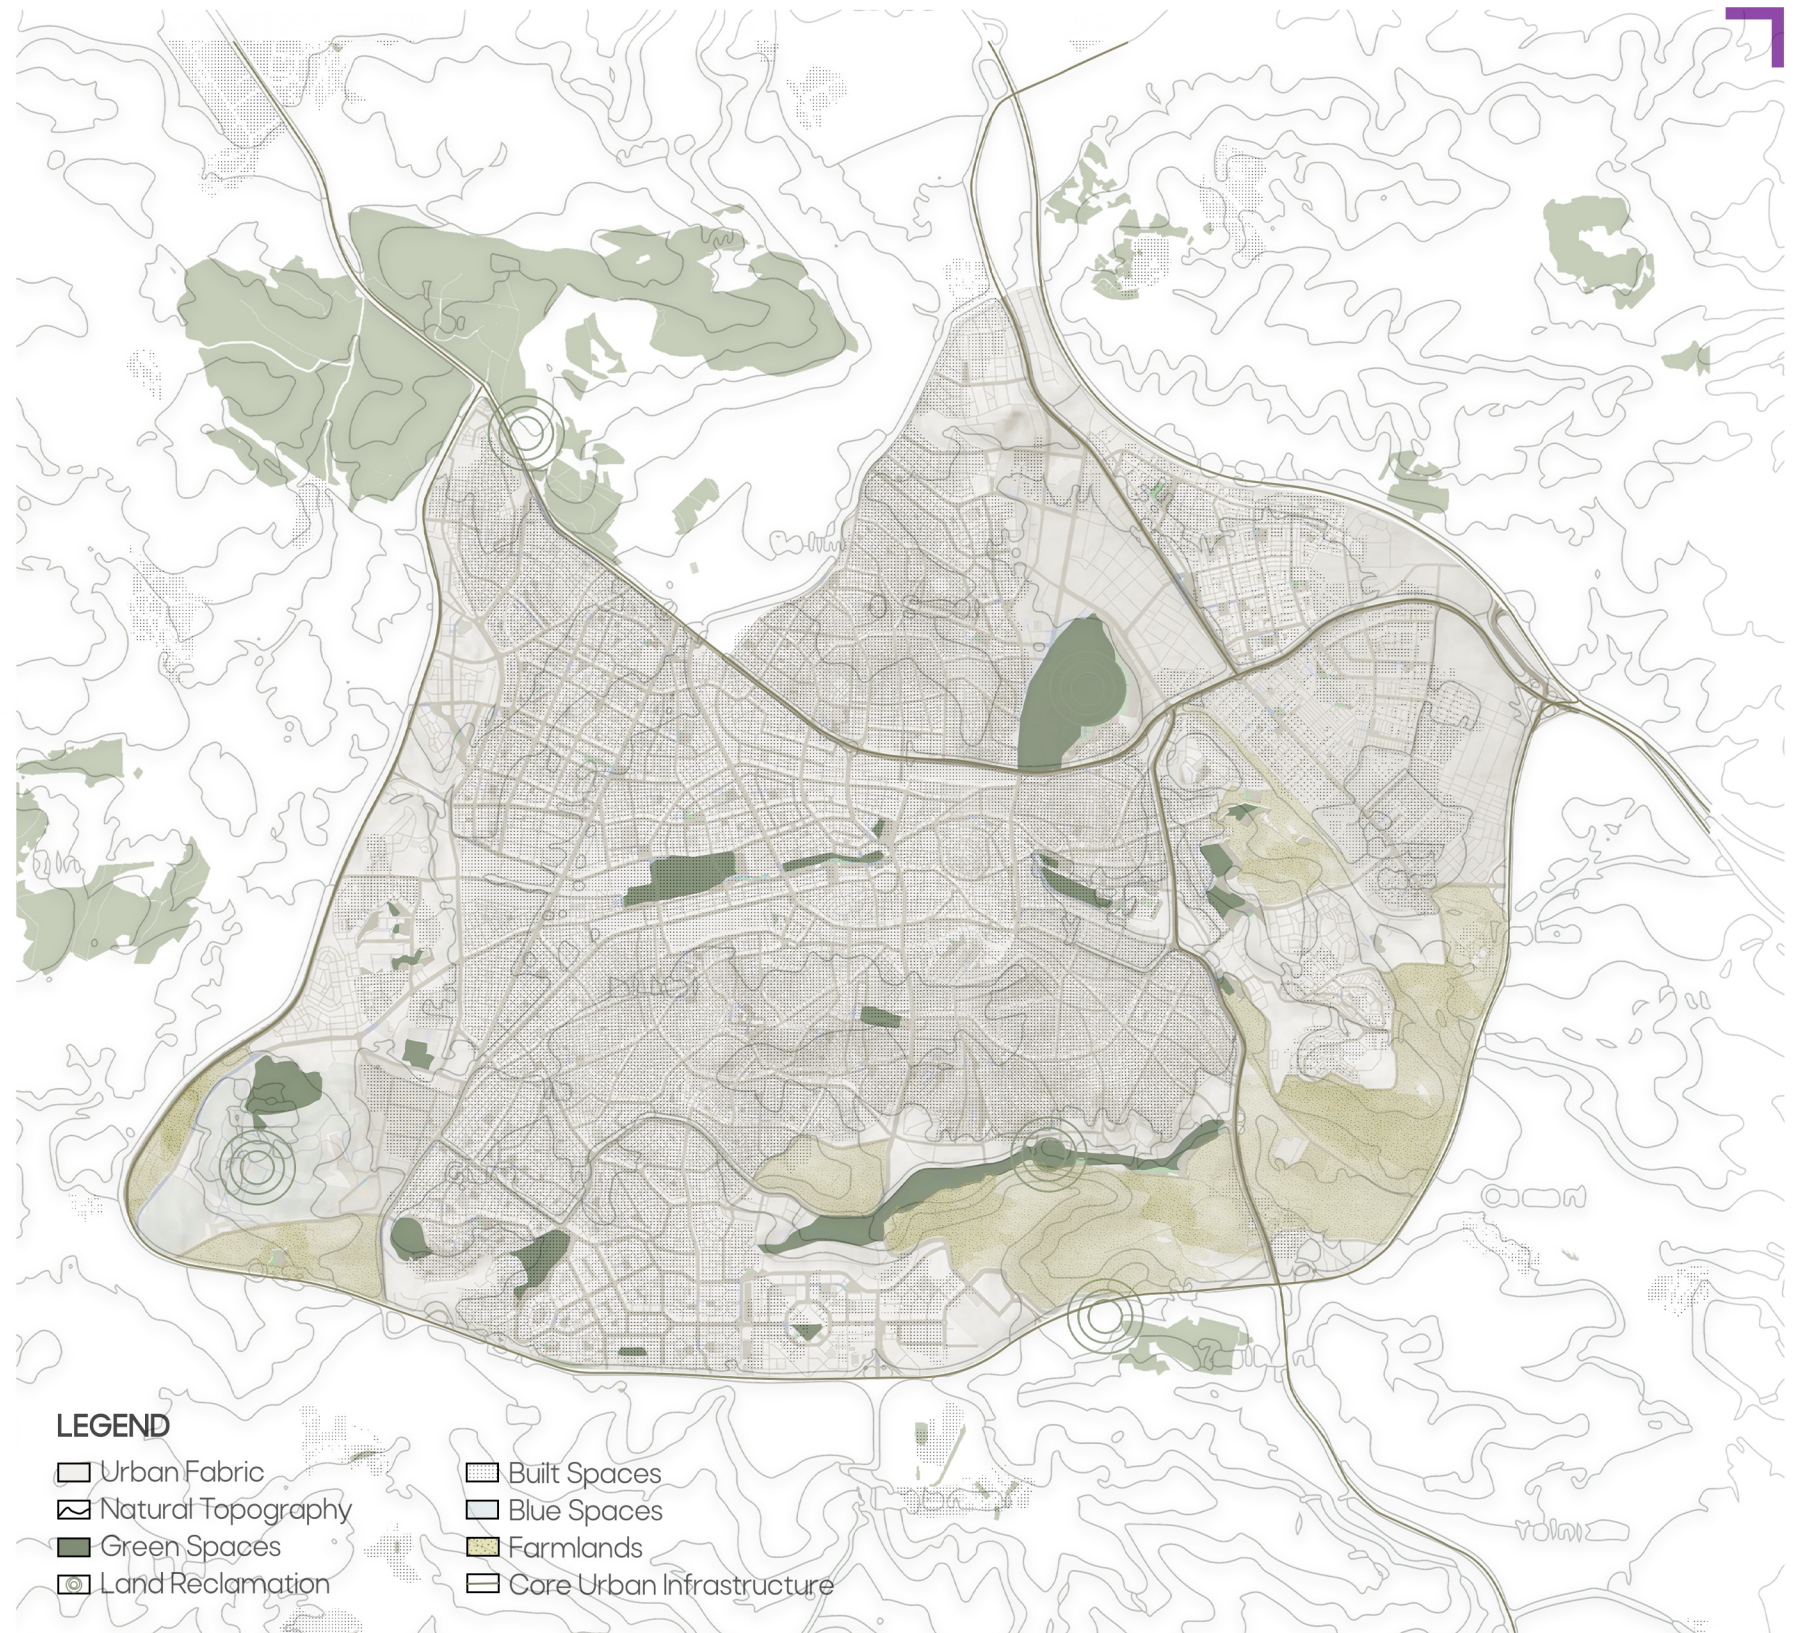 LEGEND
Urban Fabric
Natural Topography
Green Spaces
Land Reclamation
Built Spaces
Blue Spaces
Farmlands
Core Urban Infrastructure